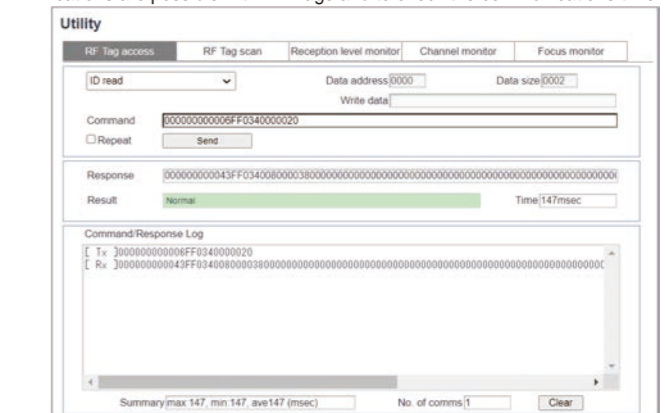 Utility
RF Tag access RF Tag scan Reception level monitor Channel monitor Focus monitor
ID read Data address 0000 Data size 0002
Write data
Command 000000000006FF0340000020
Repeat Send
Response
Result Normal Time 147msec
Command/Response Log
[ Tx ]000000000006FF0340000020
[ Rx ]
Summary max 147, min 147, ave147 (msec) No. of comms 1 Clear